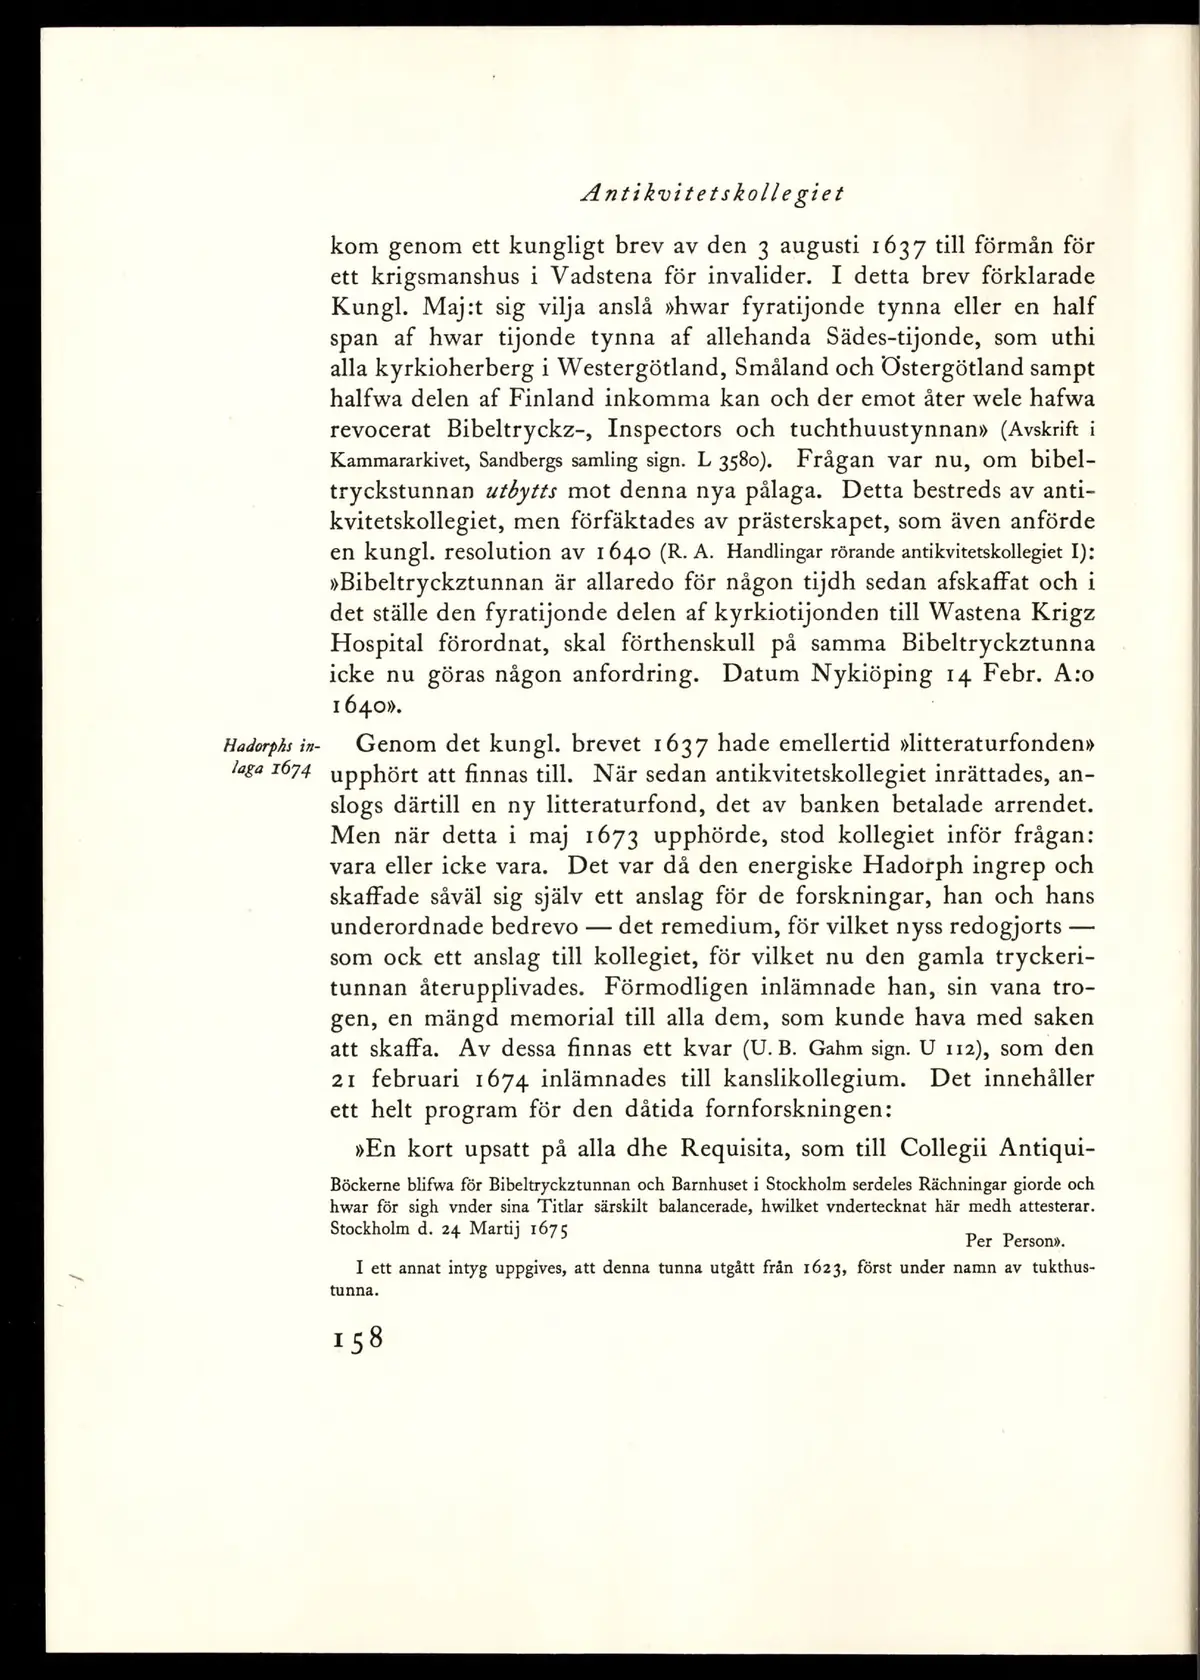 Antikvitetskollegiet
kom genom ett kungligt brev av den 3 augusti 1637 till förmån för
ett krigsmanshus i Vadstena för invalider. I detta brev förklarade
Kungl. Maj:t sig vilja anslå »hwar fyratijonde tynna eller en half
span af hwar tijonde tynna af allehanda Sädes-tijonde, som uthi
alla kyrkioherberg i Westergötland, Småland och Östergötland sampt
halfwa delen af Finland inkomma kan och der emot åter wele hafwa
revocerat Bibeltryckz-, Inspectors och tuchthuustynnan» (Avskrift i
Kammararkivet, Sandbergs samling sign. L 3580). Frågan var nu, om bibel-
tryckstunnan utbytts mot denna nya pålaga. Detta bestreds av anti-
kvitetskollegiet, men förfäktades av prästerskapet, som även anförde
en kungl. resolution av 1640 (R. A. Handlingar rörande antikvitetskollegiet I):
»Bibeltryckztunnan är allaredo för någon tijdh sedan afskaffat och i
det ställe den fyratijonde delen af kyrkiotijonden till Wastena Krigz
Hospital förordnat, skal förthenskull på samma Bibeltryckztunna
icke nu göras någon anfordring. Datum Nykiöping 14 Febr. A:o
1640».
Hadorphs in-
laga 1674
Genom det kungl. brevet 1637 hade emellertid »litteraturfonden»
upphört att finnas till. När sedan antikvitetskollegiet inrättades, an-
slogs därtill en ny litteraturfond, det av banken betalade arrendet.
Men när detta i maj 1673 upphörde, stod kollegiet inför frågan:
vara eller icke vara. Det var då den energiske Hadorph ingrep och
skaffade såväl sig själv ett anslag för de forskningar, han och hans
underordnade bedrevo — det remedium, för vilket nyss redogjorts —
som ock ett anslag till kollegiet, för vilket nu den gamla tryckeri-
tunnan återupplivades. Förmodligen inlämnade han, sin vana tro-
gen, en mängd memorial till alla dem, som kunde hava med saken
att skaffa. Av dessa finnas ett kvar (U. B. Gahm sign. U 112), som den
21 februari 1674 inlämnades till kanslikollegium. Det innehåller
ett helt program för den dåtida fornforskningen:
»En kort upsatt på alla dhe Requisita, som till Collegii Antiqui-
Böckerne blifwa för Bibeltryckztunnan och Barnhuset i Stockholm serdeles Rächningar giorde och
hwar för sigh vnder sina Titlar särskilt balancerade, hwilket vndertecknat här medh attesterar.
Stockholm d. 24 Martij 1675
Per Person».
I ett annat intyg uppgives, att denna tunna utgått från 1623, först under namn av tukthus-
tunna.
158